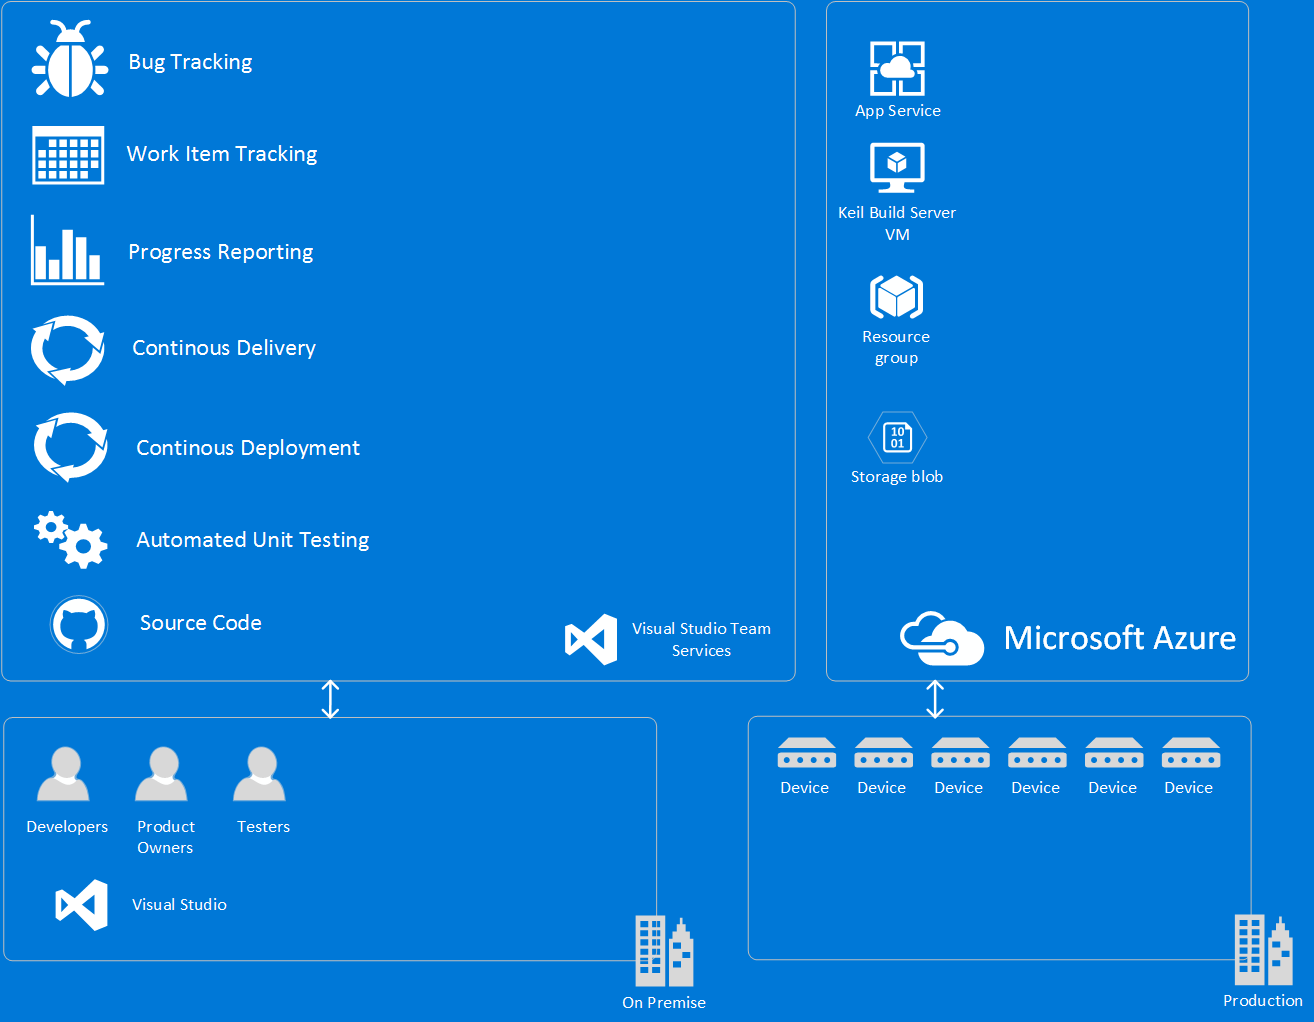 Bug Tracking
Work Item Tracking
Progress Reporting
Continous Delivery
Continous Deployment
Automated Unit Testing
Source Code
Visual Studio Team
Services
App Service
Keil Build Server
VM
Resource
group
10
01
Storage blob
Microsoft Azure
Developers
Product
Owners
Testers
Visual Studio
On Premise
Device
Device
Device
Device
Device
Device
Production